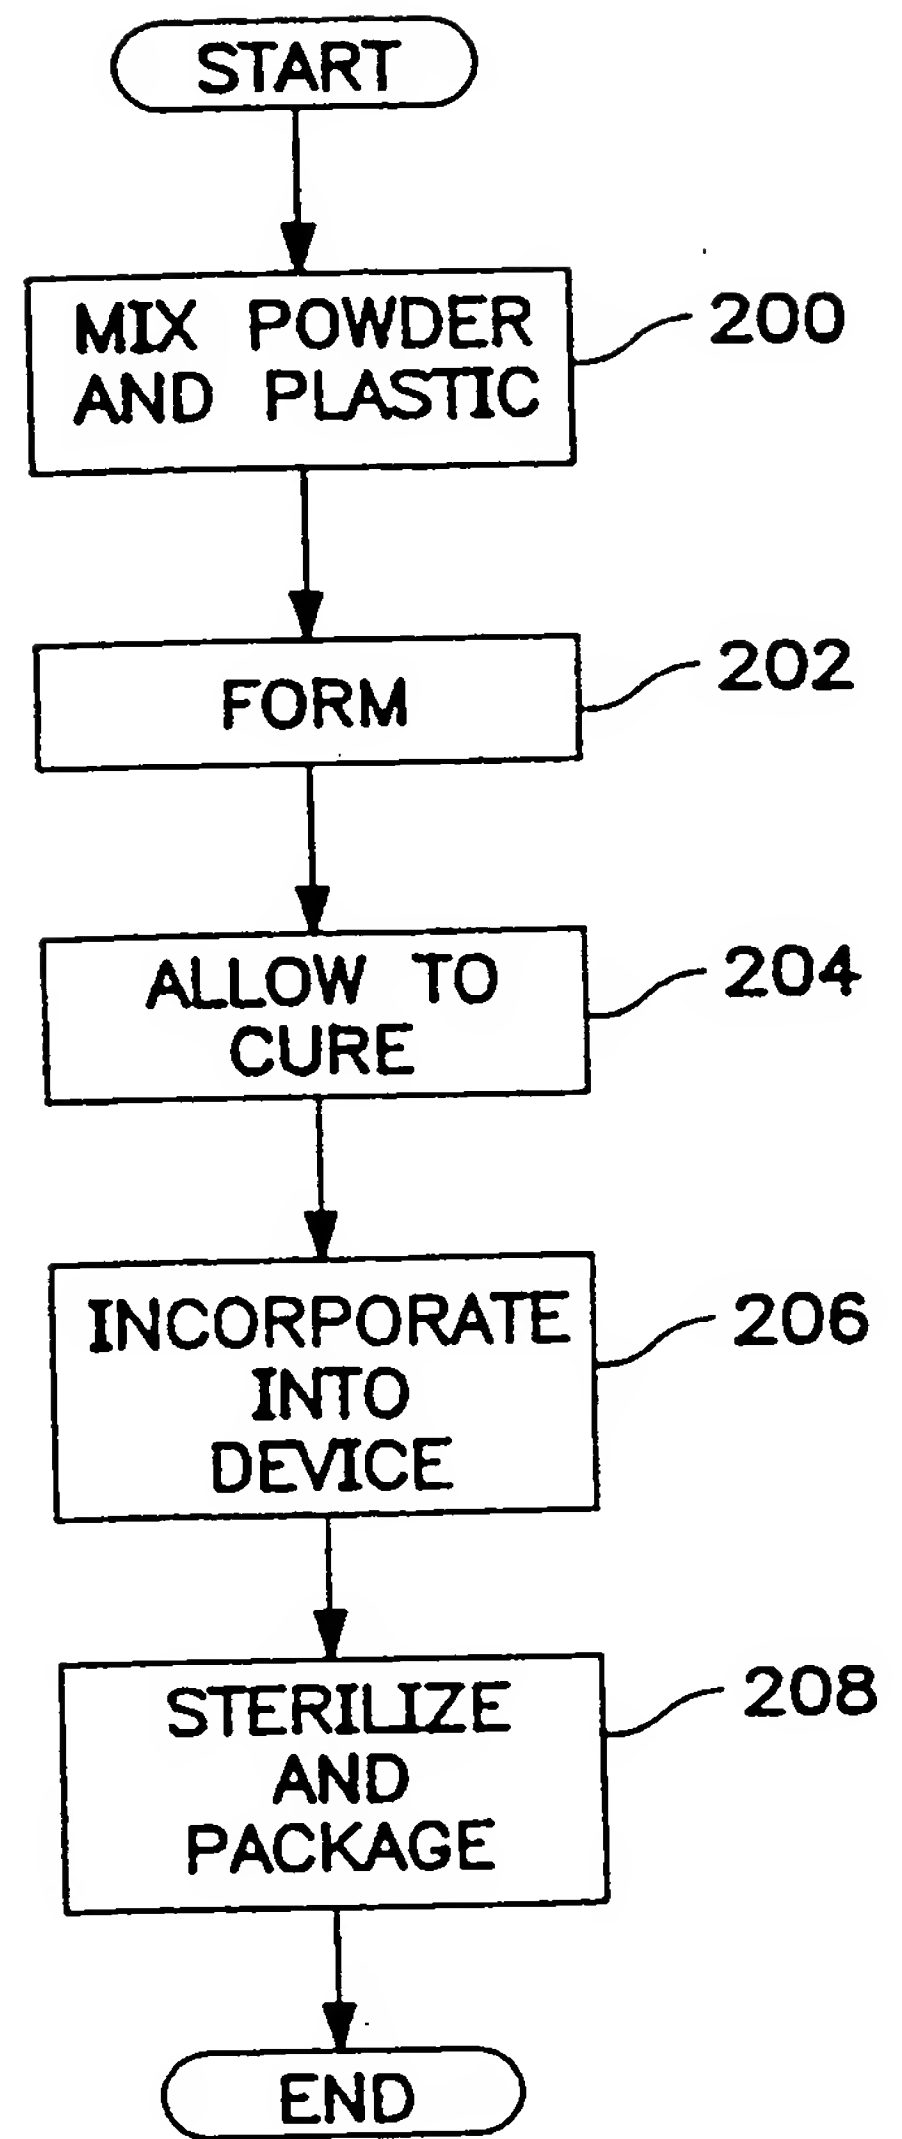 START
MIX POWDER
AND PLASTIC
200
FORM
202
ALLOW TO
CURE
204
INCORPORATE
INTO
DEVICE
206
STERILIZE
AND
PACKAGE
208
END